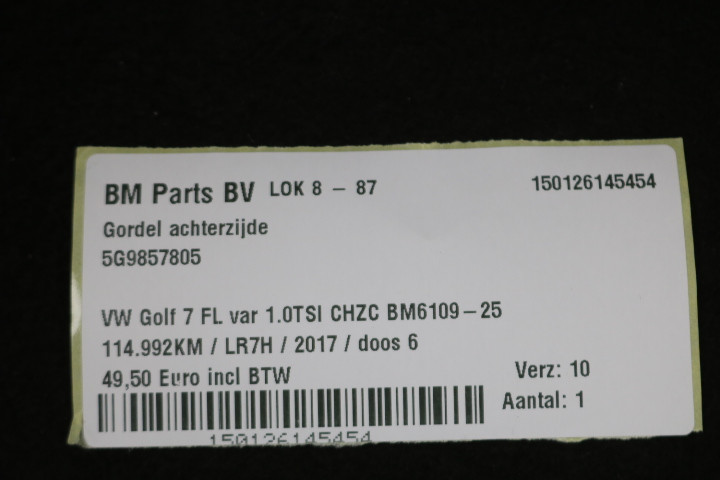 BM Parts BV LOK 8 - 87 150126145454
Gordel achterzijde
5G9857805
VW Golf 7 FL var 1.0TSI CHZC BM6109-25
114.992KM / LR7H / 2017 / doos 6
49,50 Euro incl BTW Verz: 10
Aantal: 1
150126145454